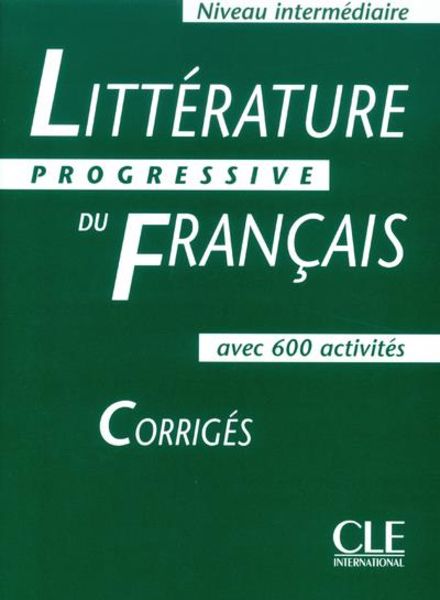 Niveau intermédiaire
LITTÉRATURE
PROGRESSIVE
DU FRANÇAIS
avec 600 activités
CORRIGÉS
CLE
INTERNATIONAL